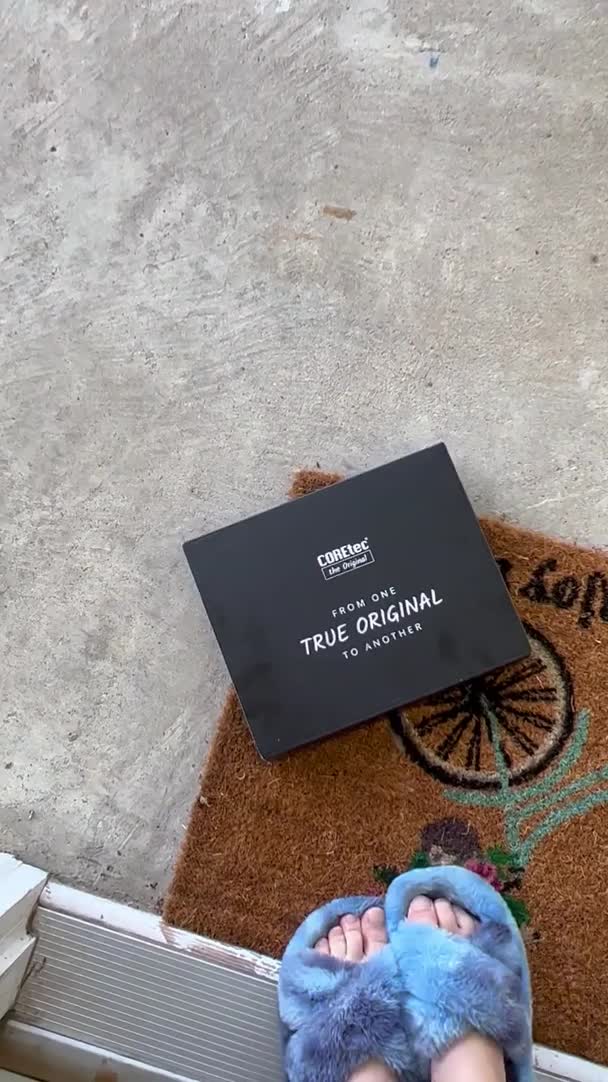 COREtec
the Original
FROM ONE
TRUE ORIGINAL
TO ANOTHER